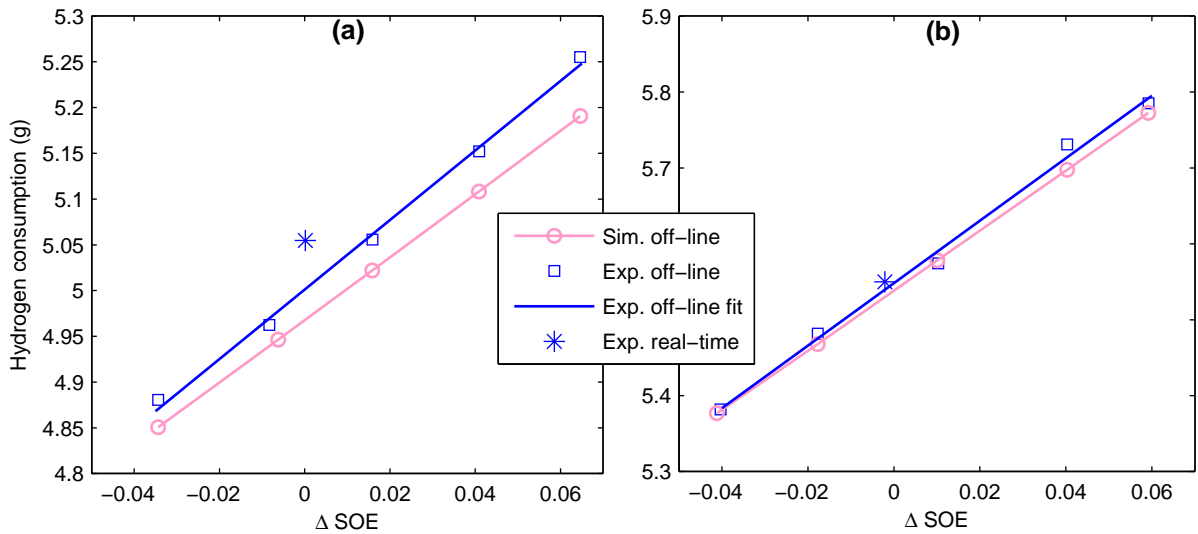 (a)
Hydrogen consumption (g)
5.3
5.25
5.2
5.15
5.1
5.05
5
4.95
4.9
4.85
4.8
−0.04 −0.02 0 0.02 0.04 0.06
Δ SOE
(b)
5.9
5.8
5.7
5.4
5.3
−0.04 −0.02 0 0.02 0.04 0.06
Δ SOE
Sim. off−line
Exp. off−line
Exp. off−line fit
Exp. real−time